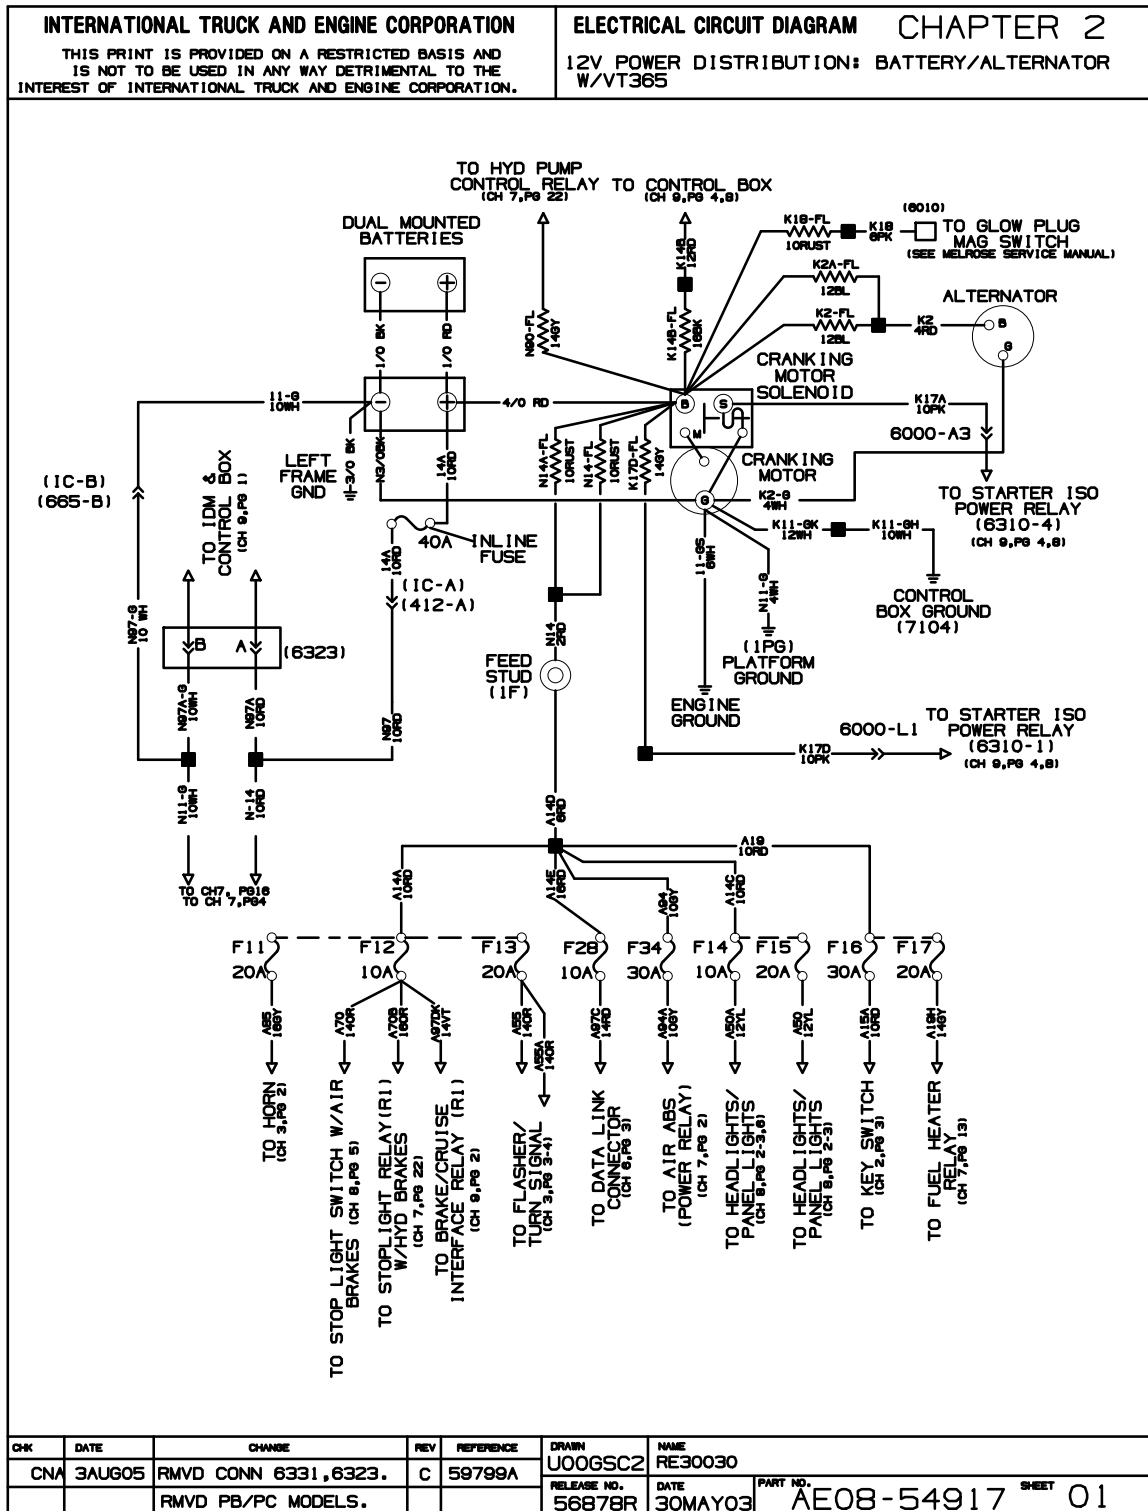 INTERNATIONAL TRUCK AND ENGINE CORPORATION
THIS PRINT IS PROVIDED ON A RESTRICTED BASIS AND
IS NOT TO BE USED IN ANY WAY DETRIMENTAL TO THE
INTEREST OF INTERNATIONAL TRUCK AND ENGINE CORPORATION.
ELECTRICAL CIRCUIT DIAGRAM CHAPTER 2
12V POWER DISTRIBUTION: BATTERY/ALTERNATOR
W/VT365
TO HYD PUMP
CONTROL RELAY
(CH 7,PG 22)
TO CONTROL BOX
(CH 9,PG 4,8)
DUAL MOUNTED
BATTERIES
K18-FL
10RUST
K18
6PK
(6010)
TO GLOW PLUG
MAG SWITCH
(SEE MELROSE SERVICE MANUAL)
K14B
12RD
K2A-FL
12BL
K2-FL
12BL
K2
4RD
ALTERNATOR
B
G
N90-FL
14GY
K14B-FL
16BK
1/0 BK
1/0 RD
CRANKING
MOTOR
SOLENOID
11-G
10WH
4/0 RD
B
S
M
K17A
10PK
6000-A3
TO STARTER ISO
POWER RELAY
(6310-4)
(CH 9,PG 4,8)
3/0 BK
N3/0BK
14A
10RD
N14A-FL
10RUST
N14-FL
10RUST
K17D-FL
14GY
LEFT
FRAME
GND
CRANKING
MOTOR
G
K2-G
4WH
(IC-B)
(665-B)
TO IDM &
CONTROL BOX
(CH 9,PG 1)
40A
INLINE
FUSE
14A
10RD
(IC-A)
(412-A)
K11-GK
12WH
K11-GH
10WH
11-GS
6WH
N11-G
4WH
CONTROL
BOX GROUND
(7104)
N97-G
10 WH
B
A
(6323)
N14
2RD
FEED
STUD
(1F)
(1PG)
PLATFORM
GROUND
ENGINE
GROUND
N97A-G
10WH
N97A
10RD
N97
10RD
6000-L1
K17D
10PK
TO STARTER ISO
POWER RELAY
(6310-1)
(CH 9,PG 4,8)
N11-G
10WH
N-14
10RD
A14D
6RD
TO CH7, PG16
TO CH 7,PG4
A14A
10RD
A14E
16RD
A94
10GY
A14C
10RD
A19
10RD
F11
20A
F12
10A
F13
20A
F28
10A
F34
30A
F14
10A
F15
20A
F16
30A
F17
20A
A85
16GY
A70
14OR
A70B
16OR
A97DK
14VT
A55
14OR
A55A
14OR
A97C
14RD
A94A
10GY
A50A
12YL
A50
12YL
A15A
10RD
A19H
14GY
TO HORN
(CH 3,PG 2)
TO STOP LIGHT SWITCH W/AIR
BRAKES (CH 8,PG 5)
TO STOPLIGHT RELAY(R1)
W/HYD BRAKES
(CH 7,PG 22)
TO BRAKE/CRUISE
INTERFACE RELAY (R1)
(CH 9,PG 2)
TO FLASHER/
TURN SIGNAL
(CH 3,PG 3-4)
TO DATA LINK
CONNECTOR
(CH 6,PG 3)
TO AIR ABS
(POWER RELAY)
(CH 7,PG 2)
TO HEADLIGHTS/
PANEL LIGHTS
(CH 8,PG 2-3,6)
TO HEADLIGHTS/
PANEL LIGHTS
(CH 8,PG 2-3)
TO KEY SWITCH
(CH 2,PG 3)
TO FUEL HEATER
RELAY
(CH 7,PG 13)
CHK DATE CHANGE REV REFERENCE
CNA 3AUG05 RMVD CONN 6331,6323. C 59799A
RMVD PB/PC MODELS.
DRAWN
U00GSC2
NAME
RE30030
RELEASE NO.
56878R
DATE
30MAY03
PART NO.
AE08-54917
SHEET 01